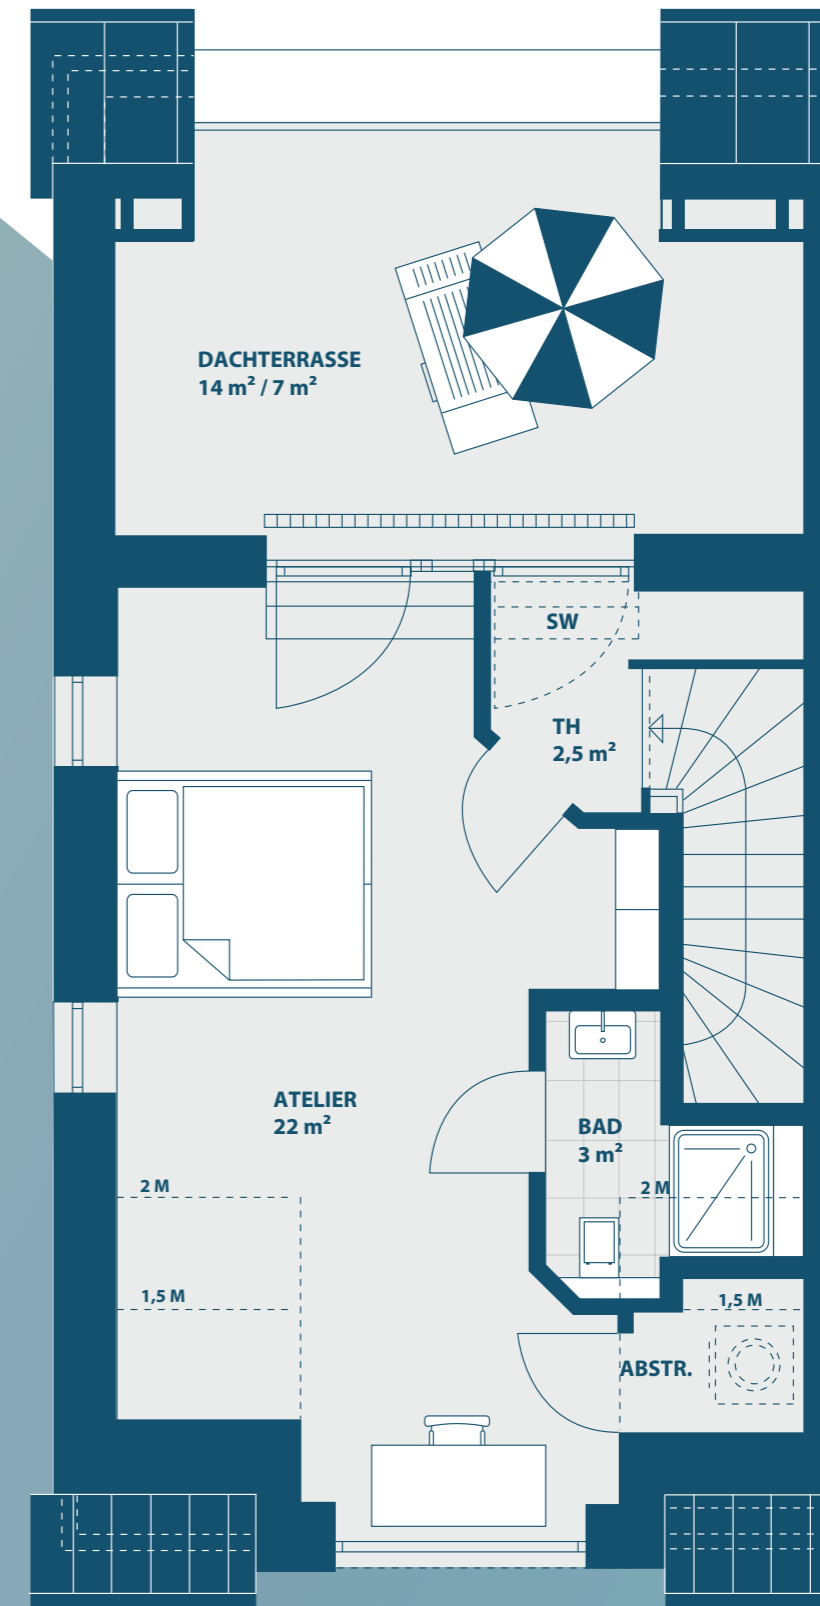 DACHTERRASSE
14 m² / 7 m²
SW
TH
2,5 m²
ATELIER
22 m²
BAD
3 m²
2 M
2 M
1,5 M
1,5 M
ABSTR.